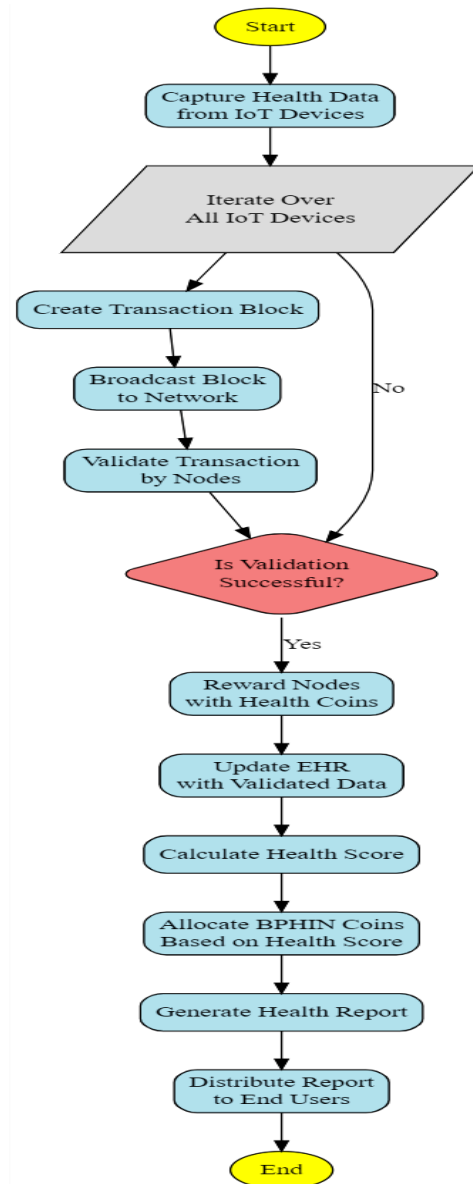 Start
Capture Health Data
from IoT Devices
Iterate Over
All IoT Devices
Create Transaction Block
Broadcast Block
to Network
No
Validate Transaction
by Nodes
Is Validation
Successful?
Yes
Reward Nodes
with Health Coins
Update EHR
with Validated Data
Calculate Health Score
Allocate BPHIN Coins
Based on Health Score
Generate Health Report
Distribute Report
to End Users
End